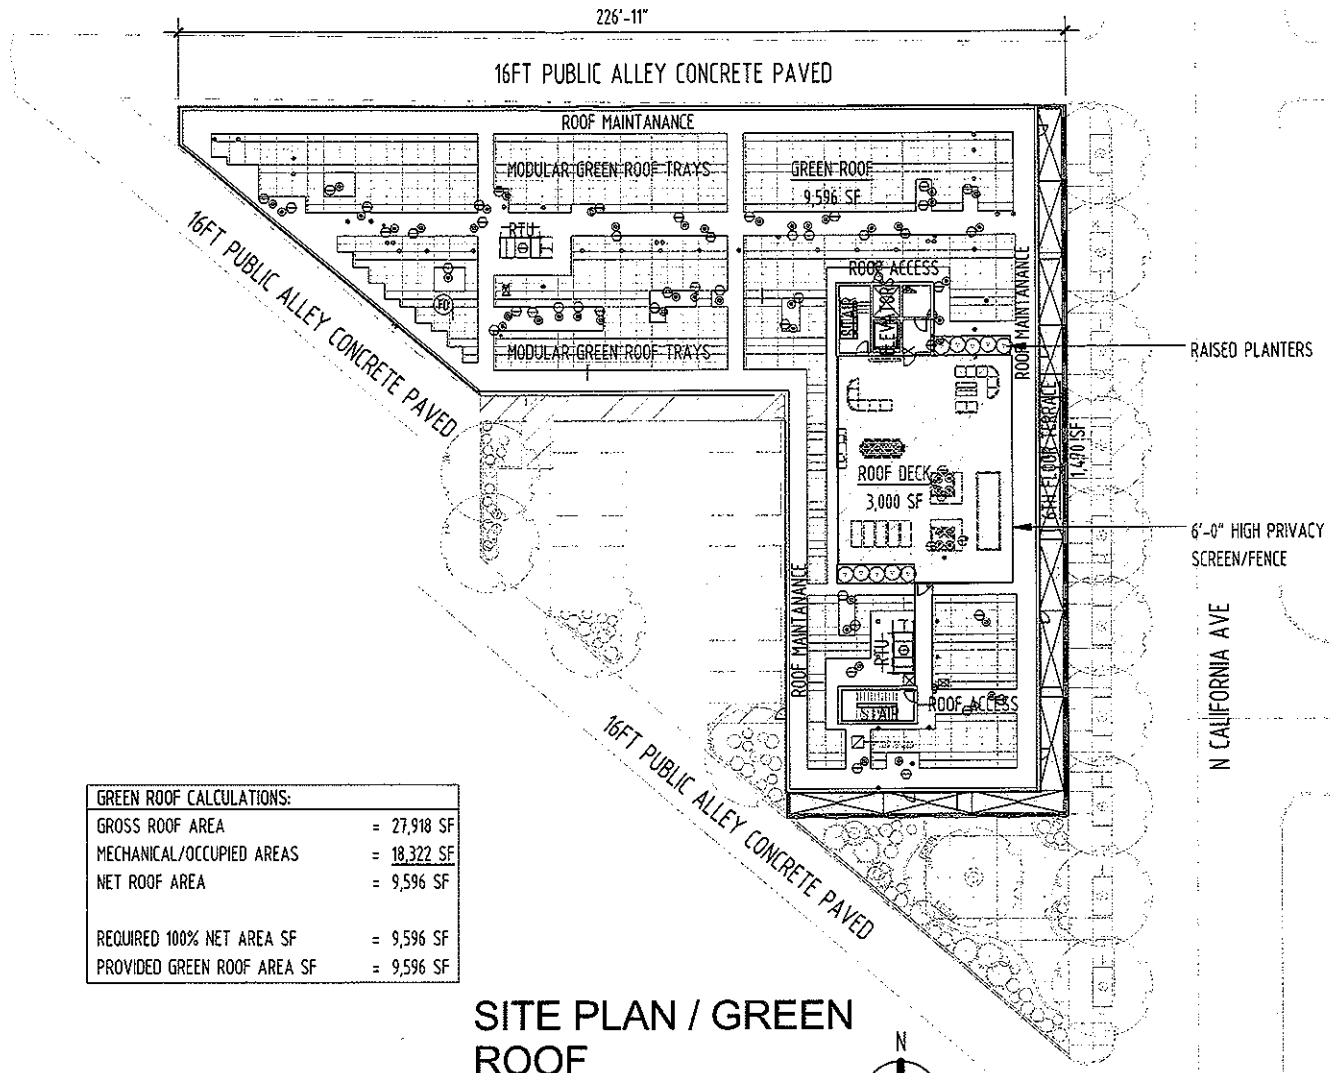 226'-11"
16FT PUBLIC ALLEY CONCRETE PAVED
ROOF MAINTANANCE
MODULAR GREEN ROOF TRAYS
GREEN ROOF
9,596 SF
16FT PUBLIC ALLEY CONCRETE PAVED
RTU
ROOF ACCESS
ROOF MAINTANANCE
STAIR
ELEVATORS
FD
MODULAR GREEN ROOF TRAYS
RAISED PLANTERS
6TH FLOOR TERRACE
1,490 SF
ROOF DECK
3,000 SF
6'-0" HIGH PRIVACY
SCREEN/FENCE
ROOF MAINTANANCE
RTU
STAIR
ROOF ACCESS
N CALIFORNIA AVE
16FT PUBLIC ALLEY CONCRETE PAVED
GREEN ROOF CALCULATIONS:
GROSS ROOF AREA = 27,918 SF
MECHANICAL/OCCUPIED AREAS = 18,322 SF
NET ROOF AREA = 9,596 SF
REQUIRED 100% NET AREA SF = 9,596 SF
PROVIDED GREEN ROOF AREA SF = 9,596 SF
SITE PLAN / GREEN
ROOF
N